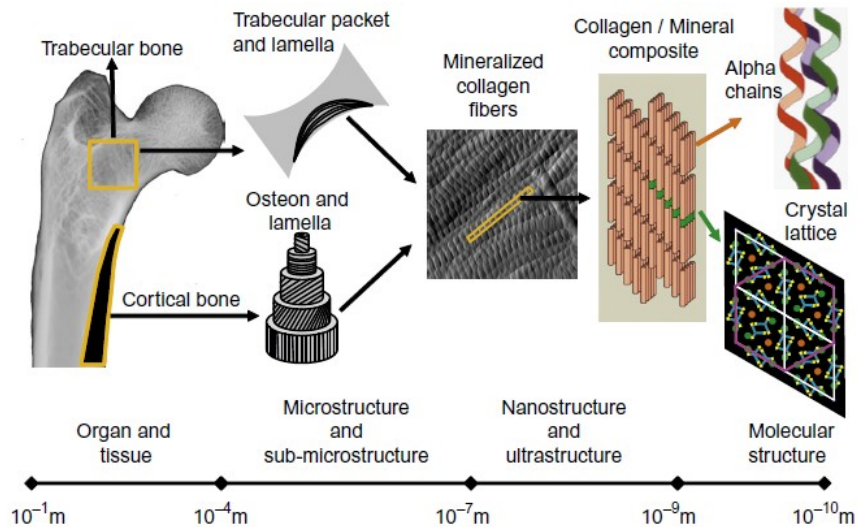 Trabecular bone
Trabecular packet
and lamella
Mineralized
collagen
fibers
Collagen / Mineral
composite
Alpha
chains
Osteon and
lamella
Cortical bone
Crystal
lattice
Organ and
tissue
Microstructure
and
sub-microstructure
Nanostructure
and
ultrastructure
Molecular
structure
10⁻¹m
10⁻⁴m
10⁻⁷m
10⁻⁹m
10⁻¹⁰m